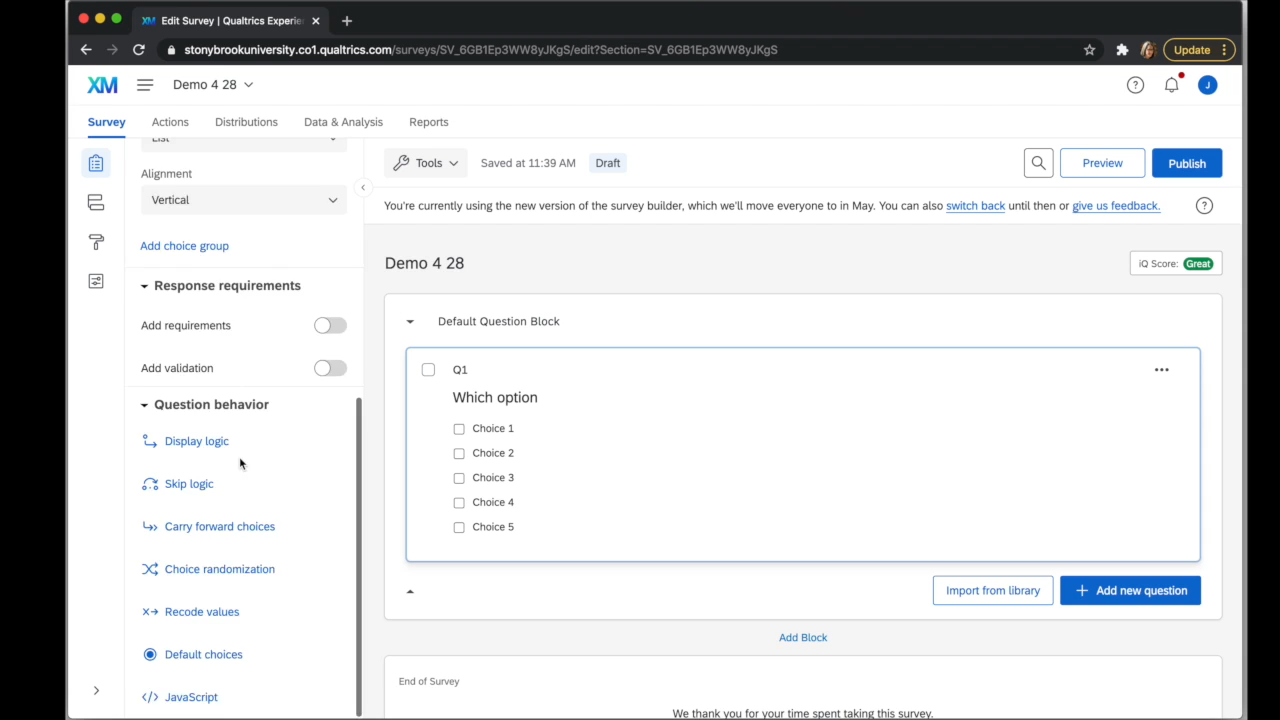 XM Edit Survey | Qualtrics Experie
stonybrookuniversity.co1.qualtrics.com/surveys/SV_6GB1Ep3WW8yJKgS/edit?Section=SV_6GB1Ep3WW8yJKgS
Update
XM Demo 4 28
J
Survey Actions Distributions Data & Analysis Reports
List
Alignment
Vertical
Add choice group
Response requirements
Add requirements
Add validation
Question behavior
Display logic
Skip logic
Carry forward choices
Choice randomization
Recode values
Default choices
JavaScript
Tools Saved at 11:39 AM Draft
Preview Publish
You're currently using the new version of the survey builder, which we'll move everyone to in May. You can also switch back until then or give us feedback.
Demo 4 28
iQ Score: Great
Default Question Block
Q1
Which option
Choice 1
Choice 2
Choice 3
Choice 4
Choice 5
Import from library
Add new question
Add Block
End of Survey
We thank you for your time spent taking this survey.